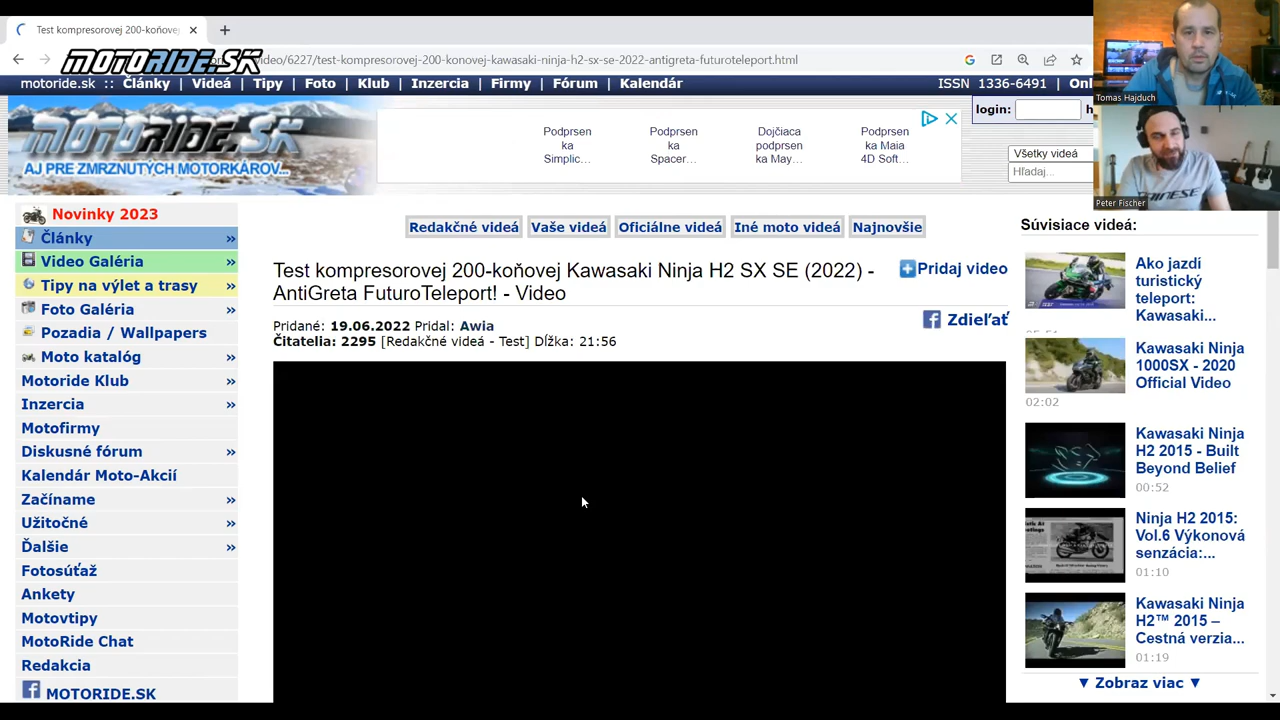 Test kompresorovej 200-koňovej
MOTORIDE.SK
video/6227/test-kompresorovej-200-konovej-kawasaki-ninja-h2-sx-se-2022-antigreta-futuroteleport.html
motoride.sk :: Články | Videá | Tipy | Foto | Klub | Inzercia | Firmy | Fórum | Kalendár
ISSN 1336-6431 | Onl
Tomas Hajduch
MOTORIDE.SK
AJ PRE ZMRZNUTÝCH MOTORKÁROV...
Podprsen
ka
Simplic...
Podprsen
ka
Spacer...
Dojčiaca
podprsen
ka May...
Podprsen
ka Maia
4D Soft...
login:
Všetky videá
Hľadaj...
Peter Fischer
Novinky 2023
Články »
Video Galéria »
Tipy na výlet a trasy »
Foto Galéria »
Pozadia / Wallpapers
Moto katalóg »
Motoride Klub »
Inzercia »
Motofirmy
Diskusné fórum »
Kalendár Moto-Akcií
Začíname »
Užitočné »
Ďalšie »
Fotosúťaž
Ankety
Motovtipy
MotoRide Chat
Redakcia
MOTORIDE.SK
Redakčné videá Vaše videá Oficiálne videá Iné moto videá Najnovšie
Test kompresorovej 200-koňovej Kawasaki Ninja H2 SX SE (2022) -
AntiGreta FuturoTeleport! - Video
Pridaj video
Zdieľať
Pridané: 19.06.2022 Pridal: Awia
Čitatelia: 2295 [Redakčné videá - Test] Dĺžka: 21:56
Súvisiace videá:
Ako jazdí
turistický
teleport:
Kawasaki...
Kawasaki Ninja
1000SX - 2020
Official Video
02:02
Kawasaki Ninja
H2 2015 - Built
Beyond Belief
00:52
Ninja H2 2015:
Vol.6 Výkonová
senzácia:...
01:10
Kawasaki Ninja
H2™ 2015 –
Cestná verzia...
01:19
▼ Zobraz viac ▼